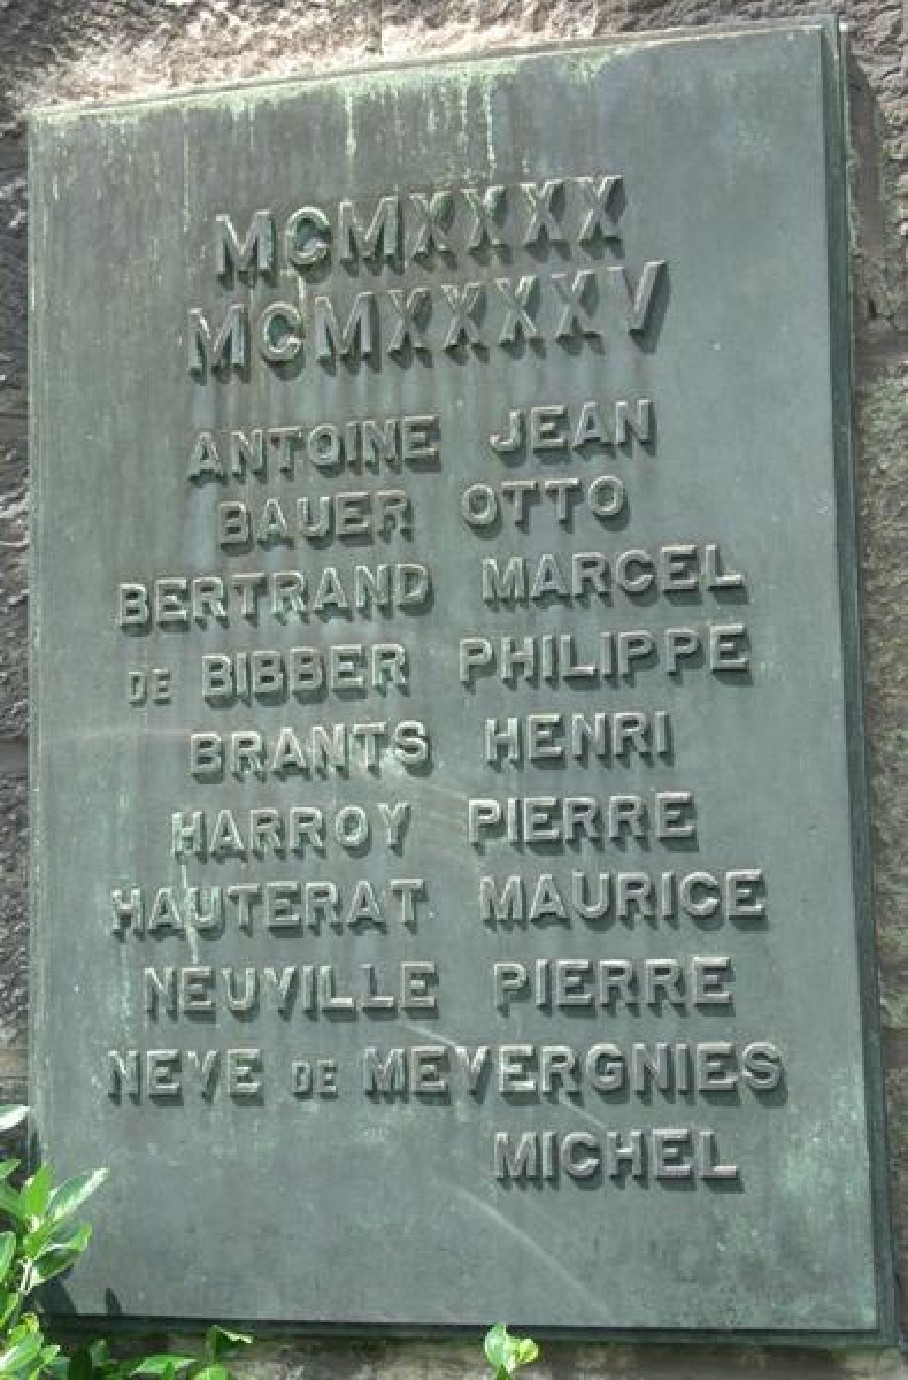 MCMXXXX
MCMXXXXV
ANTOINE JEAN
BAUER OTTO
BERTRAND MARCEL
DE BIBBER PHILIPPE
BRANTS HENRI
HARROY PIERRE
HAUTERAT MAURICE
NEUVILLE PIERRE
NEVE DE MEVERGNIES
MICHEL